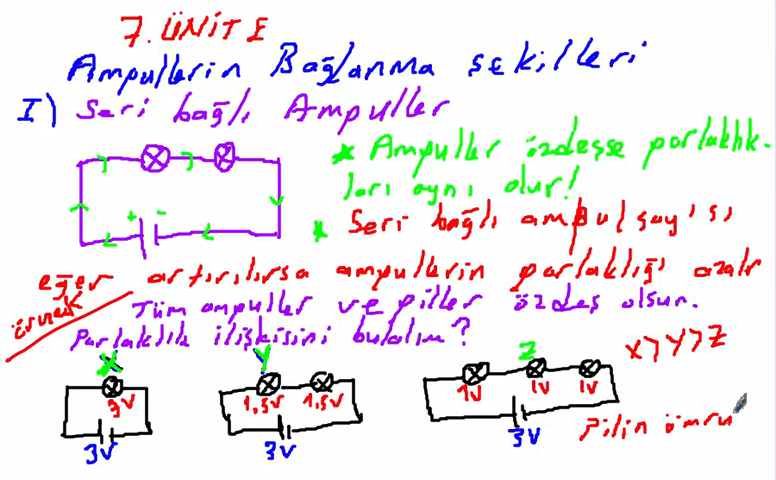 7. ÜNİTE
Ampullerin Bağlanma şekilleri
I) Seri bağlı Ampuller
* Ampuller özdeşse parlaklık-
ları aynı olur!
+ -
* Seri bağlı ampul sayısı
eğer artırılırsa ampullerin parlaklığı azalır
örnek Tüm ampuller ve piller özdeş olsun.
Parlaklık ilişkisini bulalım?
X Y Z X>Y>Z
3V 1,5V 1,5V 1V 1V 1V
3V 3V 3V Pilin ömrü